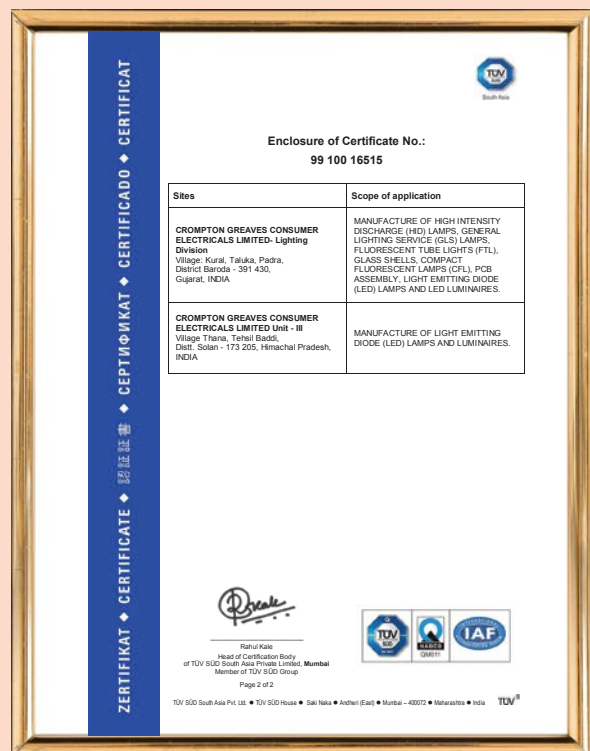 TÜV
SÜD
South Asia
ZERTIFIKAT ◆ CERTIFICATE ◆ 認証証書 ◆ СЕРТИФИКАТ ◆ CERTIFICADO ◆ CERTIFICAT
Enclosure of Certificate No.:
99 100 16515
Sites
Scope of application
CROMPTON GREAVES CONSUMER
ELECTRICALS LIMITED- Lighting
Division
Village: Kural, Taluka, Padra,
District Baroda - 391 430,
Gujarat, INDIA
MANUFACTURE OF HIGH INTENSITY
DISCHARGE (HID) LAMPS, GENERAL
LIGHTING SERVICE (GLS) LAMPS,
FLUORESCENT TUBE LIGHTS (FTL),
GLASS SHELLS, COMPACT
FLUORESCENT LAMPS (CFL), PCB
ASSEMBLY, LIGHT EMITTING DIODE
(LED) LAMPS AND LED LUMINAIRES.
CROMPTON GREAVES CONSUMER
ELECTRICALS LIMITED Unit - III
Village Thana, Tehsil Baddi,
Distt. Solan - 173 205, Himachal Pradesh,
INDIA
MANUFACTURE OF LIGHT EMITTING
DIODE (LED) LAMPS AND LUMINAIRES.
Rahul Kale
Head of Certification Body
of TÜV SÜD South Asia Private Limited, Mumbai
Member of TÜV SÜD Group
Page 2 of 2
TÜV
SÜD
NABCB
QM011
IAF
TÜV SÜD South Asia Pvt. Ltd. ● TÜV SÜD House ● Saki Naka ● Andheri (East) ● Mumbai – 400072 ● Maharashtra ● India TÜV®